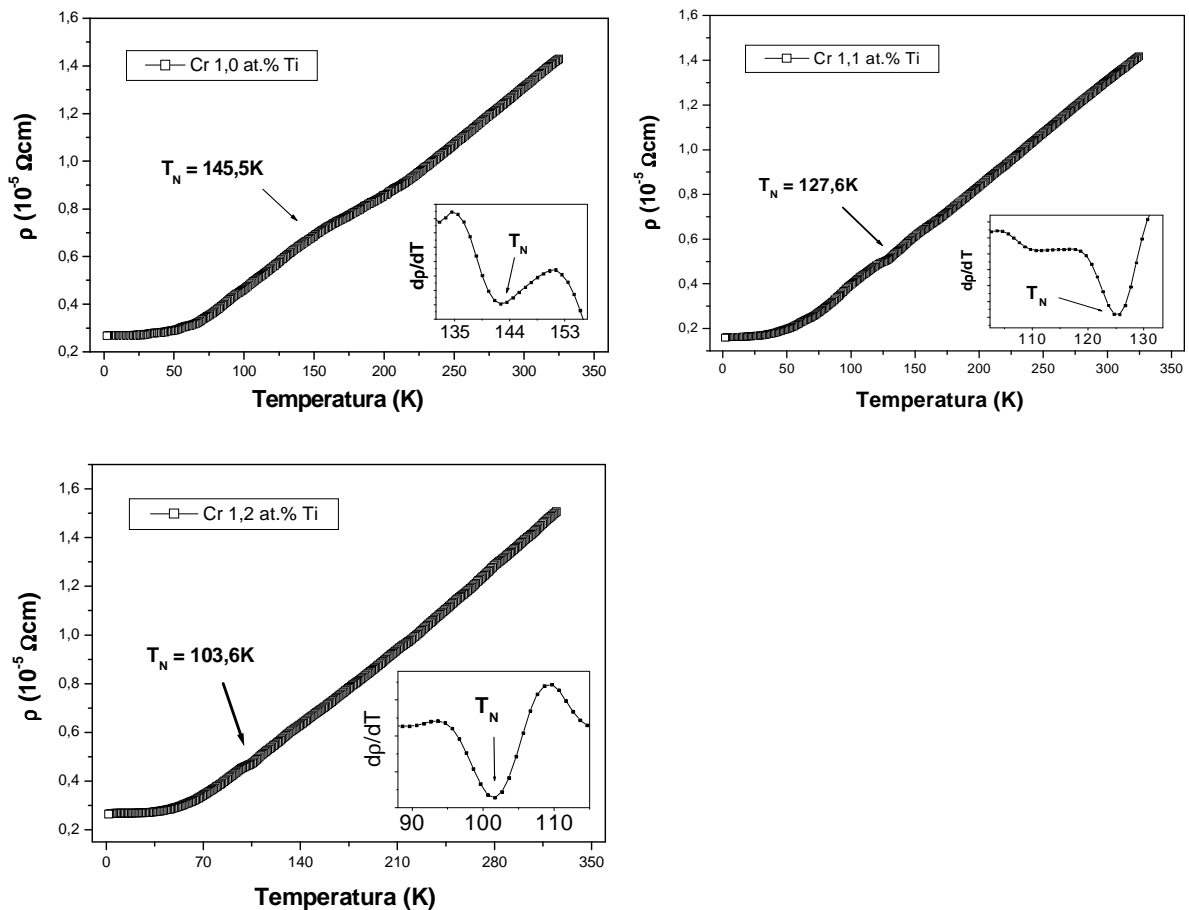 1,6
1,4
1,2
1,0
0,8
0,6
0,4
0,2
ρ (10⁻⁵ Ωcm)
Cr 1,0 at.% Ti
T_N = 145,5K
dρ/dT
T_N
135 144 153
0 50 100 150 200 250 300 350
Temperatura (K)
1,6
1,4
1,2
1,0
0,8
0,6
0,4
0,2
ρ (10⁻⁵ Ωcm)
Cr 1,1 at.% Ti
T_N = 127,6K
dρ/dT
T_N
110 120 130
0 50 100 150 200 250 300 350
Temperatura (K)
1,6
1,4
1,2
1,0
0,8
0,6
0,4
0,2
ρ (10⁻⁵ Ωcm)
Cr 1,2 at.% Ti
T_N = 103,6K
dρ/dT
T_N
90 100 110
0 70 140 210 280 350
Temperatura (K)